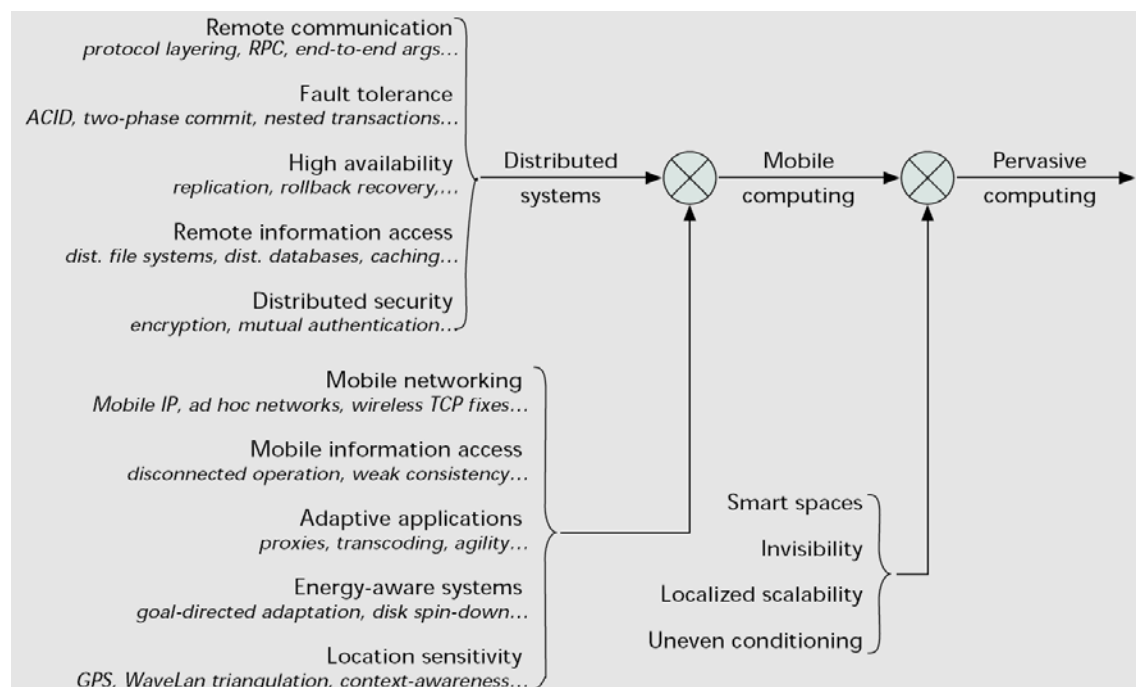 Remote communication
protocol layering, RPC, end-to-end args...
Fault tolerance
ACID, two-phase commit, nested transactions...
High availability
replication, rollback recovery,...
Remote information access
dist. file systems, dist. databases, caching...
Distributed security
encryption, mutual authentication...
Distributed
systems
Mobile
computing
Pervasive
computing
Mobile networking
Mobile IP, ad hoc networks, wireless TCP fixes...
Mobile information access
disconnected operation, weak consistency...
Adaptive applications
proxies, transcoding, agility...
Energy-aware systems
goal-directed adaptation, disk spin-down...
Location sensitivity
GPS, WaveLan triangulation, context-awareness...
Smart spaces
Invisibility
Localized scalability
Uneven conditioning